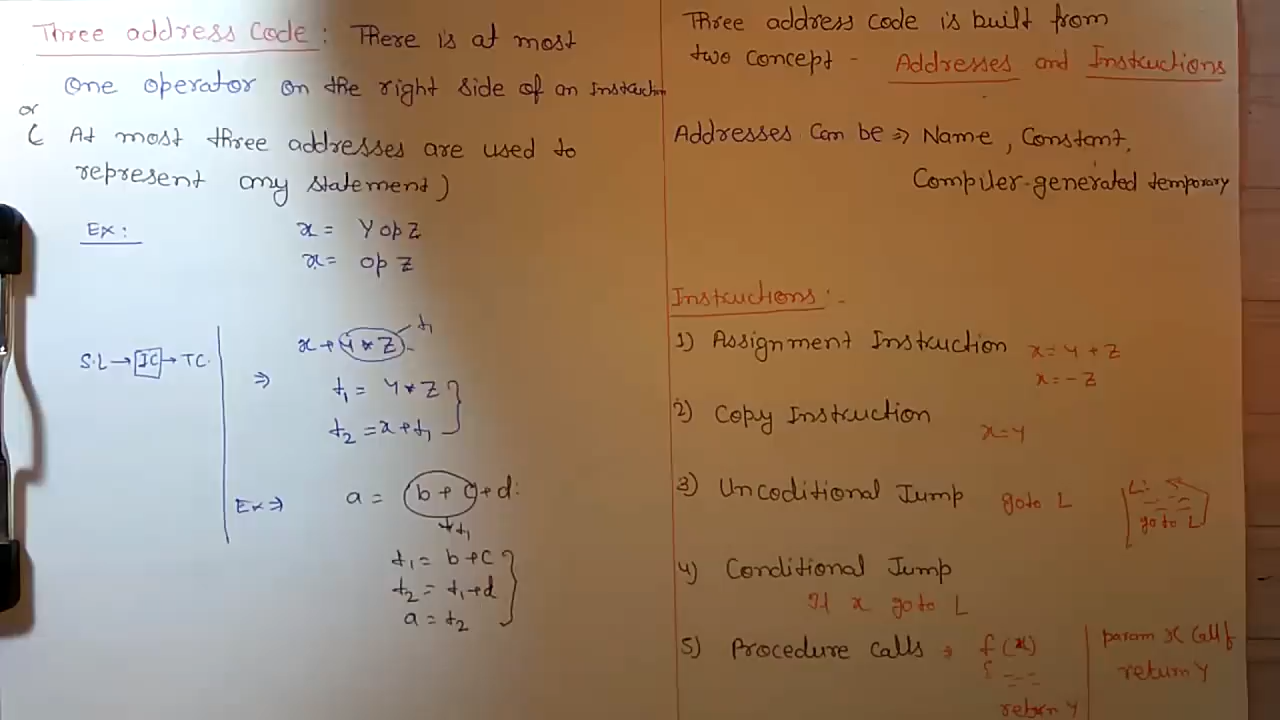 Three address Code : There is at most
one operator on the right side of an Instruction
or
( At most three addresses are used to
represent any statement)
Ex :
x = Y op Z
x = op Z
S.L → IC → T.C.
⇒
x + y * z
t1
t1 = y * z
t2 = x + t1
Ex ⇒
a = b + c + d
t1
t1 = b + c
t2 = t1 + d
a = t2
Three address Code is built from
two concept - Addresses and Instructions
Addresses Can be ⇒ Name , Constant,
Compiler-generated temporary
Instructions :-
1) Assignment Instruction x = y + z
x = - z
2) Copy Instruction
x = y
3) Uncoditional Jump goto L
L:
goto L
4) Conditional Jump
If x goto L
5) Procedure calls ⇒ f(x)
{ ---
return y
param x call f
return y